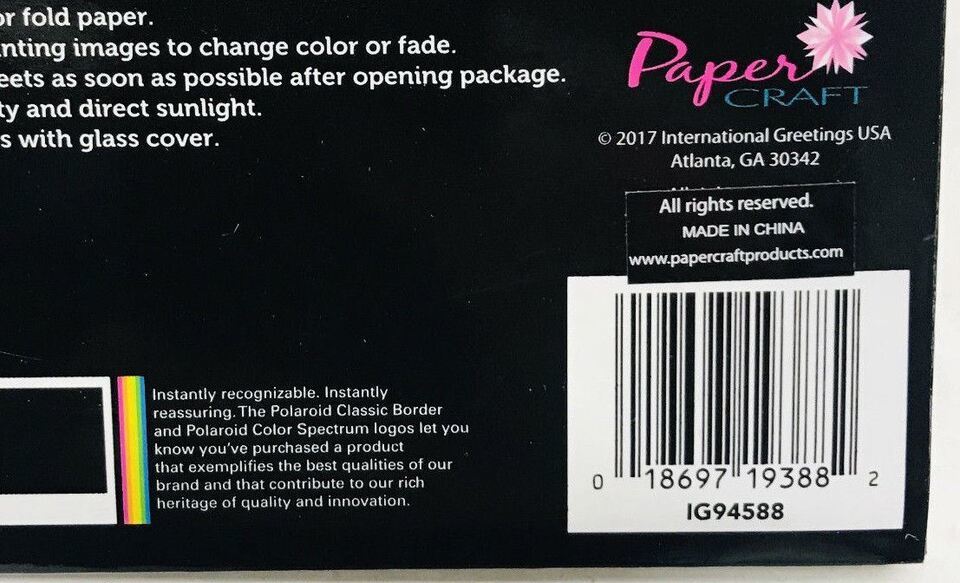 or fold paper.
nting images to change color or fade.
eets as soon as possible after opening package.
ty and direct sunlight.
s with glass cover.
Paper
CRAFT
© 2017 International Greetings USA
Atlanta, GA 30342
All rights reserved.
MADE IN CHINA
www.papercraftproducts.com
Instantly recognizable. Instantly
reassuring. The Polaroid Classic Border
and Polaroid Color Spectrum logos let you
know you've purchased a product
that exemplifies the best qualities of our
brand and that contribute to our rich
heritage of quality and innovation.
0 18697 19388 2
IG94588